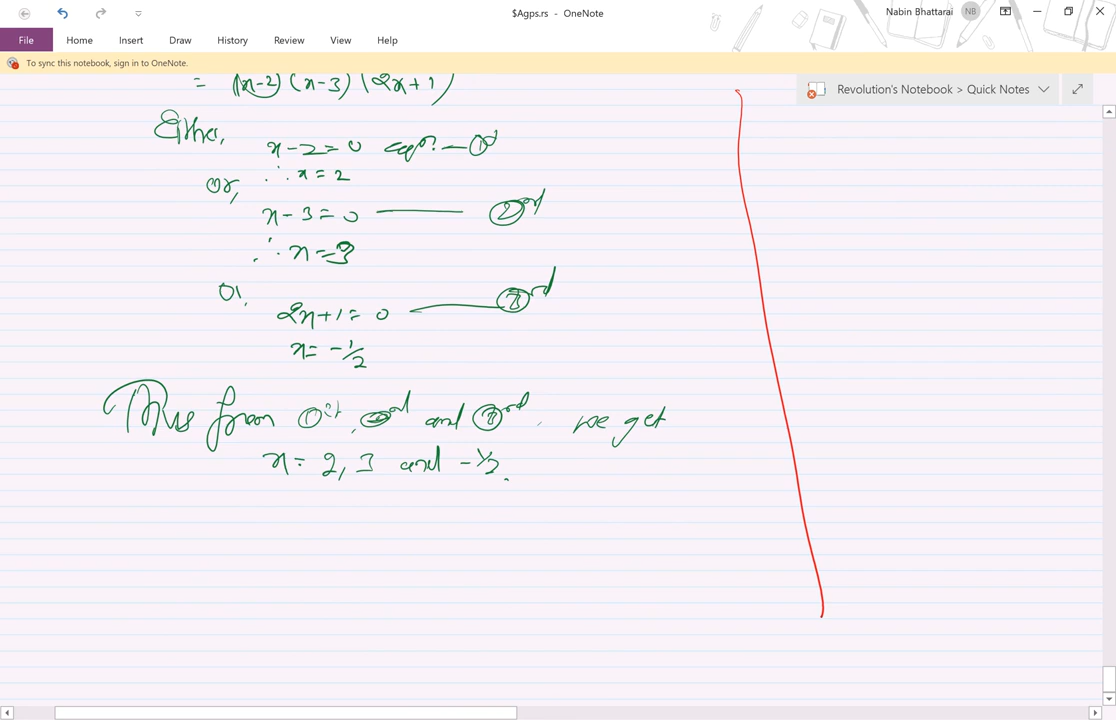 $Agps.rs - OneNote
Nabin Bhattarai NB
File Home Insert Draw History Review View Help
To sync this notebook, sign in to OneNote.
Revolution's Notebook > Quick Notes
= (x-2) (x-3) (2x+1)
Either,
x-2=0 eqn. — 1
∴ x = 2
Or,
x-3=0 — 2nd
∴ x = 3
Or,
2x+1=0 — 3rd
x = -1/2
Thus from 1st, 2nd and 3rd, we get
x = 2, 3 and -1/2.